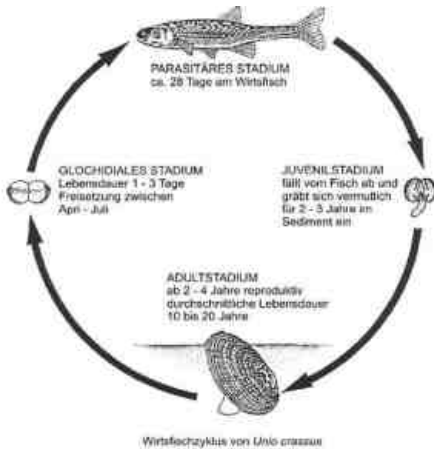 PARASITÄRES STADIUM
ca. 28 Tage am Wirtsfisch
GLOCHIDIALES STADIUM
Lebensdauer 1 - 3 Tage
Freisetzung zwischen
April - Juli
JUVENILSTADIUM
fällt vom Fisch ab und
gräbt sich vermutlich
für 2 - 3 Jahre im
Sediment ein
ADULTSTADIUM
ab 2 - 4 Jahre reproduktiv
durchschnittliche Lebensdauer
10 bis 20 Jahre
Wirtsfischzyklus von Unio crassus